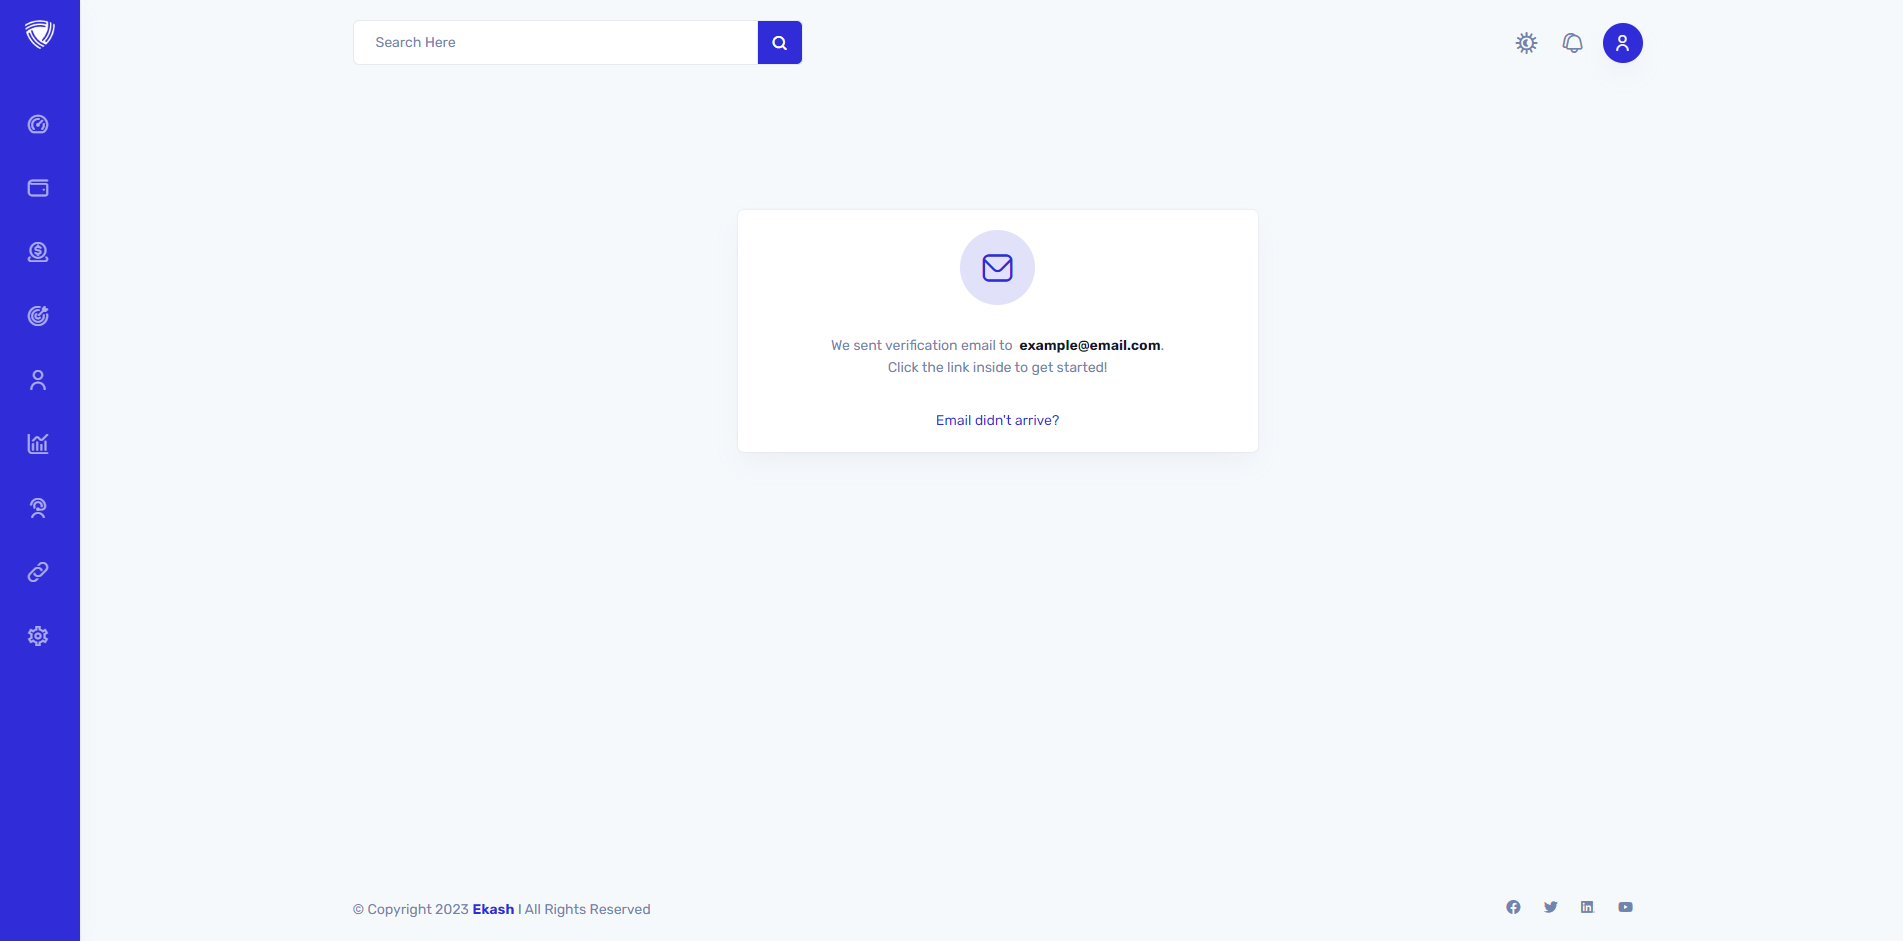 Search Here
We sent verification email to example@email.com.
Click the link inside to get started!
Email didn't arrive?
© Copyright 2023 Ekash I All Rights Reserved